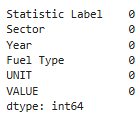 Statistic Label    0
Sector             0
Year               0
Fuel Type          0
UNIT               0
VALUE              0
dtype: int64